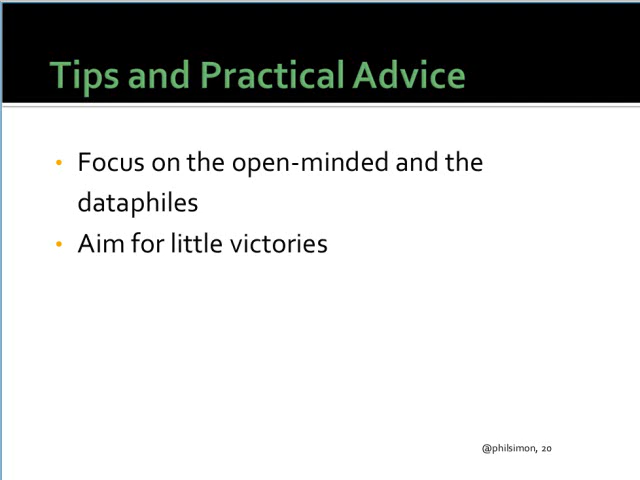 Tips and Practical Advice
• Focus on the open-minded and the
dataphiles
• Aim for little victories
@philsimon, 20